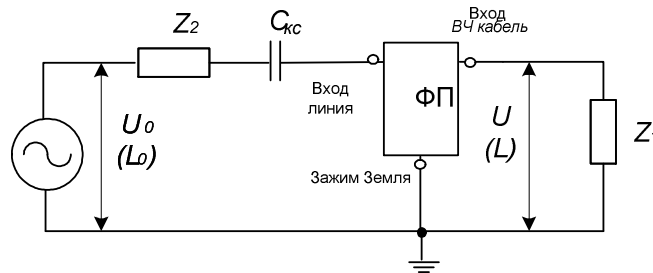 Z2
Cкс
Вход
ВЧ кабель
Вход
линия
ФП
U0
(L0)
U
(L)
Z
Зажим Земля